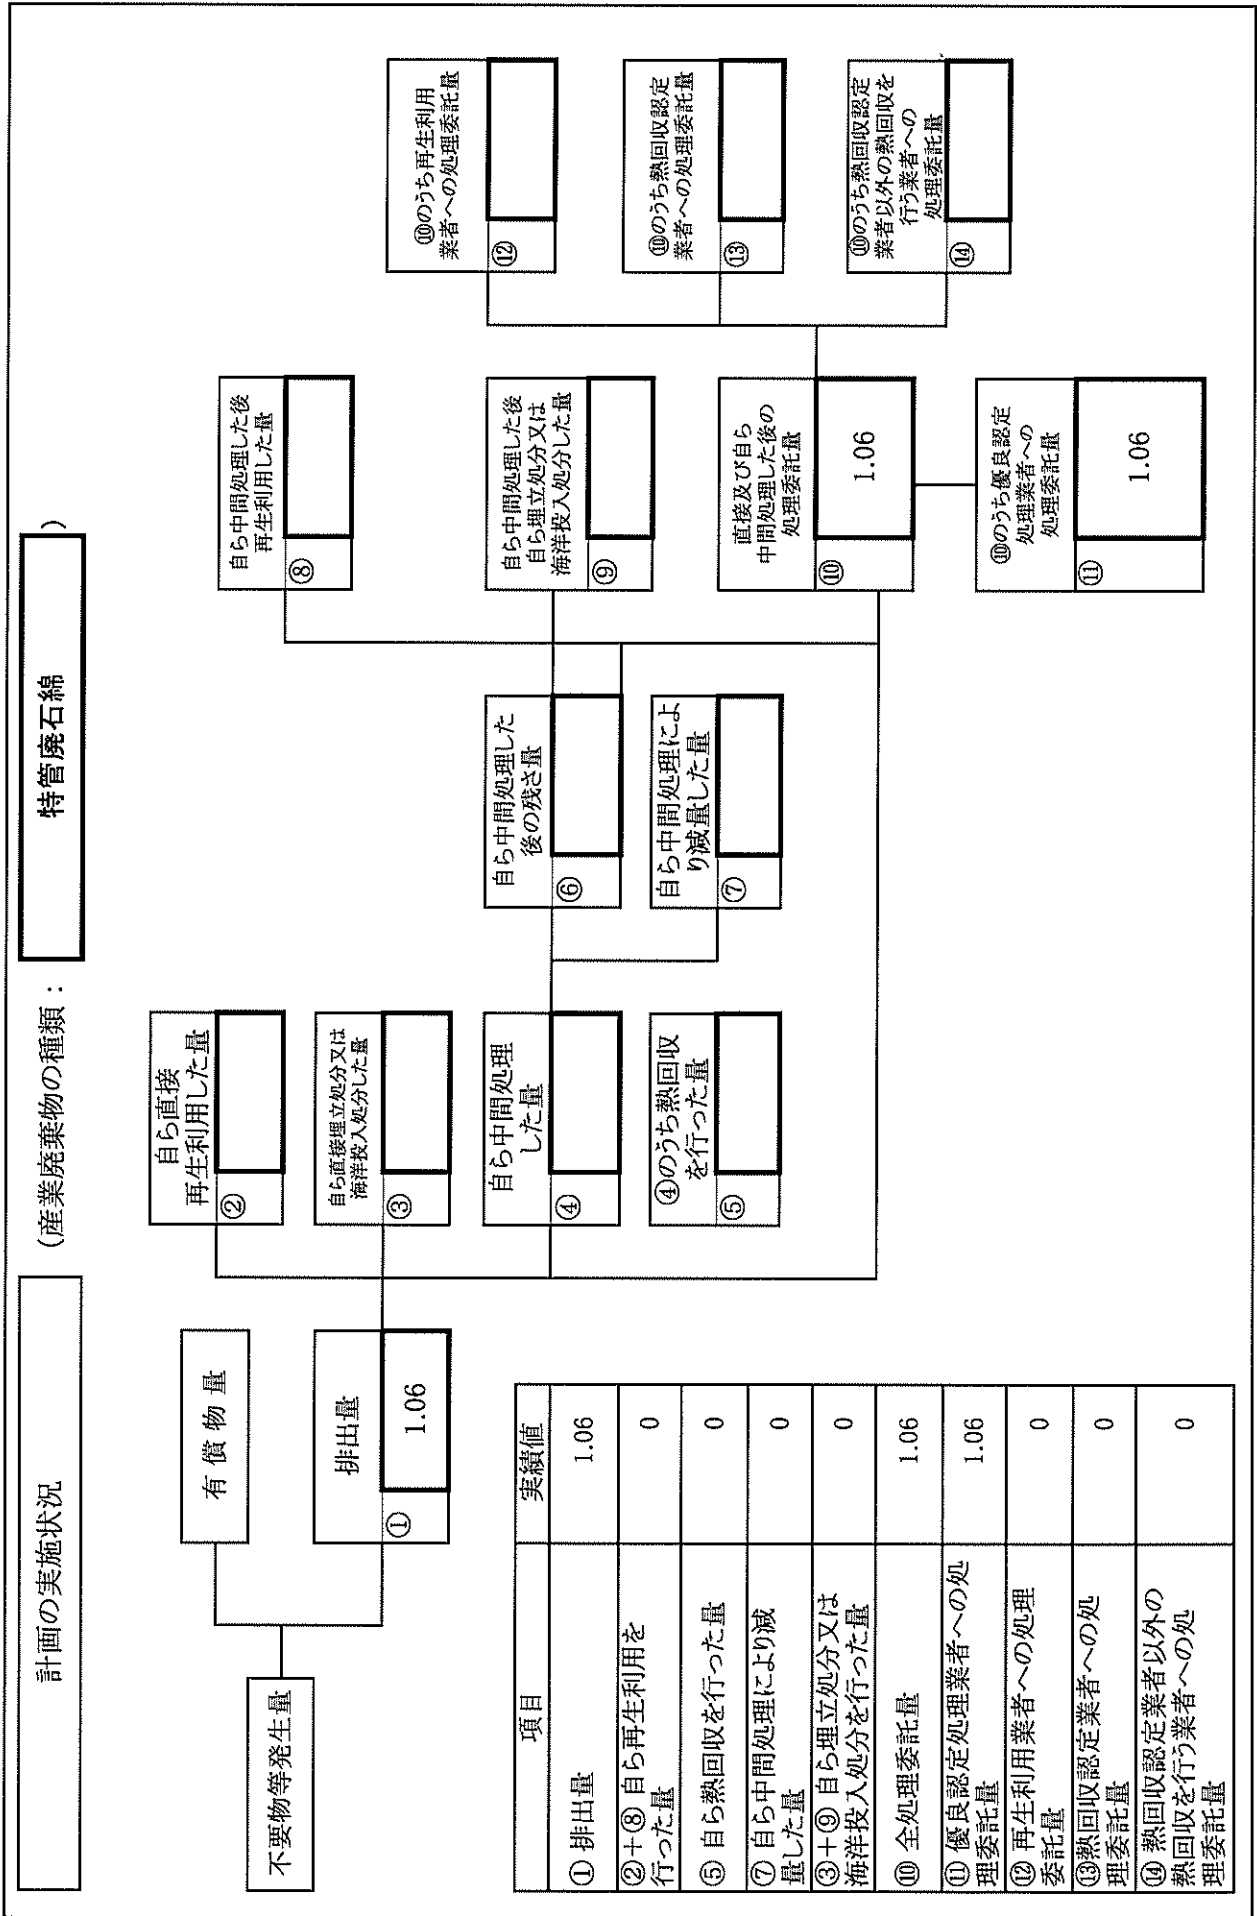 計画の実施状況
(産業廃棄物の種類：
特管廃石綿
)
不要物等発生量
有償物量
排出量
①
1.06
自ら直接
再生利用した量
②
自ら直接埋立処分又は
海洋投入処分した量
③
自ら中間処理
した量
④
④のうち熱回収
を行った量
⑤
自ら中間処理した
後の残さ量
⑥
自ら中間処理によ
り減量した量
⑦
自ら中間処理した後
再生利用した量
⑧
自ら中間処理した後
自ら埋立処分又は
海洋投入処分した量
⑨
直接及び自ら
中間処理した後の
処理委託量
⑩
1.06
⑩のうち優良認定
処理業者への
処理委託量
⑪
1.06
⑩のうち再生利用
業者への処理委託量
⑫
⑩のうち熱回収認定
業者への処理委託量
⑬
⑩のうち熱回収認定
業者以外の熱回収を
行う業者への
処理委託量
⑭
項目 実績値
① 排出量 1.06
②＋⑧ 自ら再生利用を
行った量 0
⑤ 自ら熱回収を行った量 0
⑦ 自ら中間処理により減
量した量 0
③＋⑨ 自ら埋立処分又は
海洋投入処分を行った量 0
⑩ 全処理委託量 1.06
⑪ 優良認定処理業者への処
理委託量 1.06
⑫ 再生利用業者への処理
委託量 0
⑬熱回収認定業者への処
理委託量 0
⑭ 熱回収認定業者以外の
熱回収を行う業者への処
理委託量 0